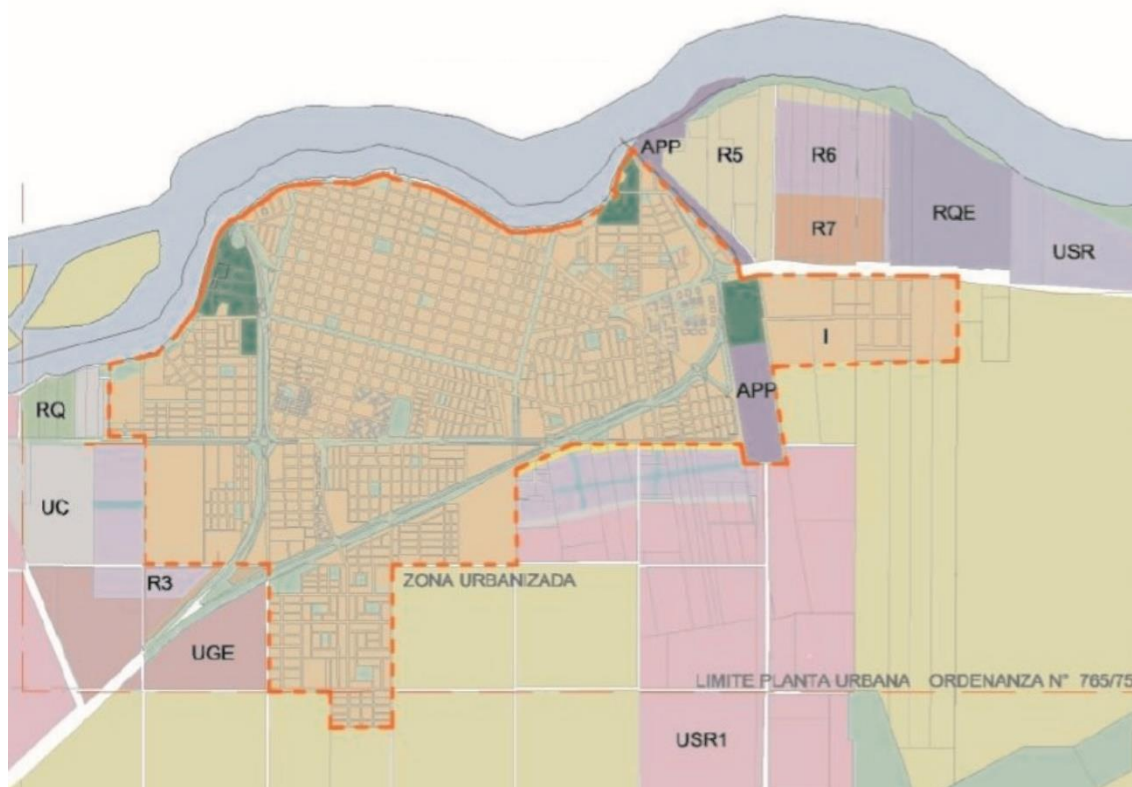 APP
R5
R6
RQE
R7
USR
I
APP
RQ
UC
R3
ZONA URBANIZADA
UGE
LIMITE PLANTA URBANA ORDENANZA N° 765/75
USR1